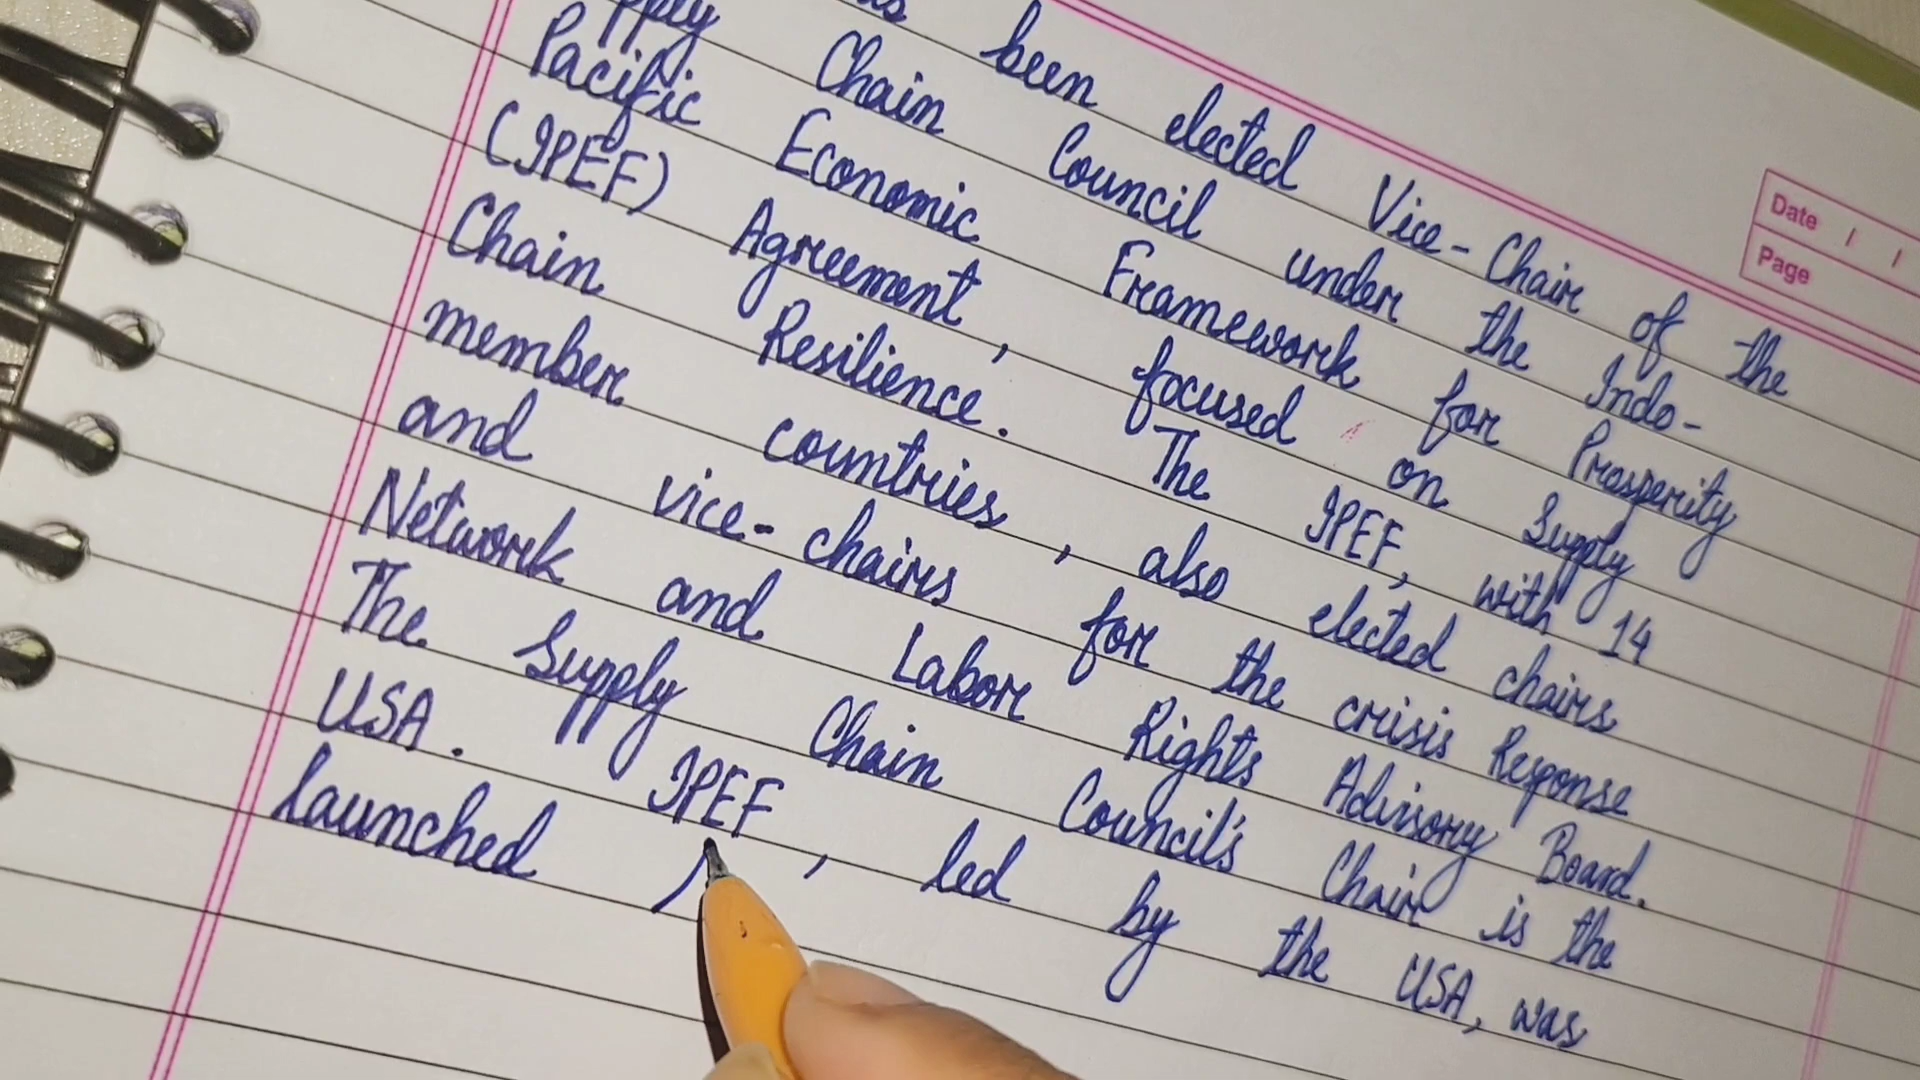 been elected Vice-Chair of the
Chain Council under the Indo-
Pacific Economic Framework for Prosperity
(IPEF) Agreement, focused on Supply
Chain Resilience. The IPEF, with 14
member countries, also elected chairs
and vice-chairs for the crisis Response
Network and Labor Rights Advisory Board.
The Supply Chain Council's Chair is the
USA. IPEF, led by the USA, was
launched
Date / /
Page